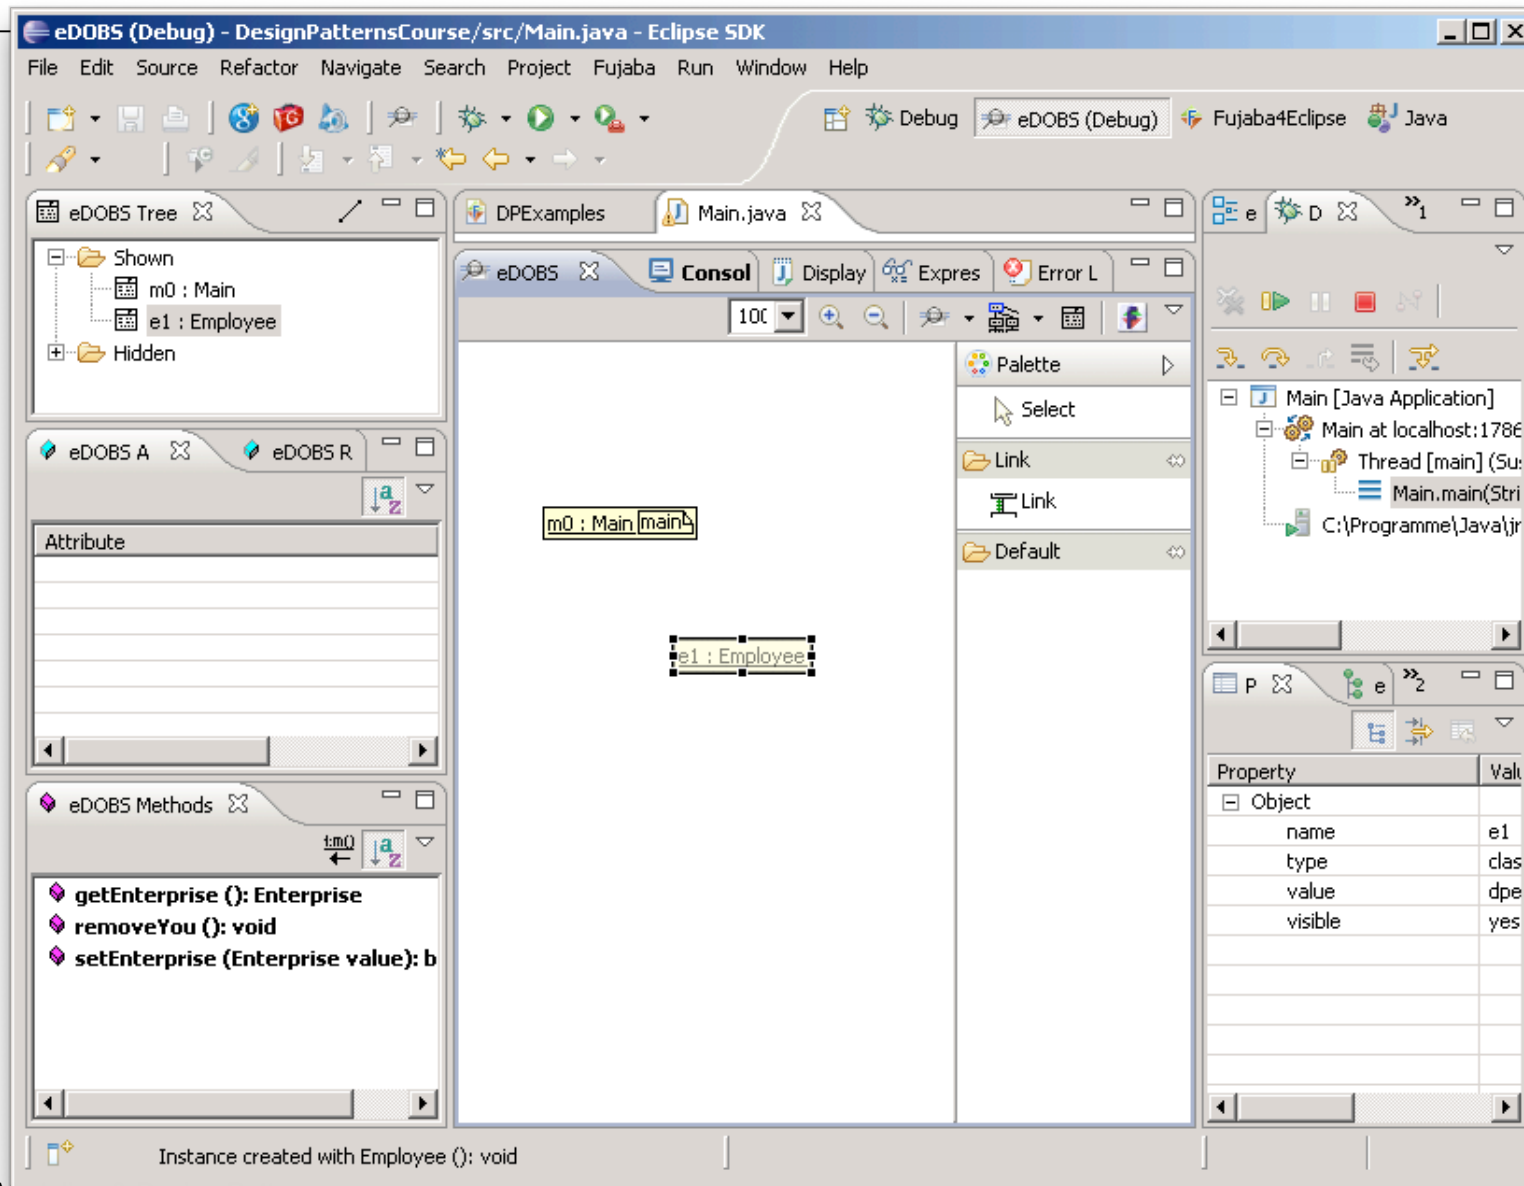 eDOBS (Debug) - DesignPatternsCourse/src/Main.java - Eclipse SDK
File Edit Source Refactor Navigate Search Project Fujaba Run Window Help
Debug eDOBS (Debug) Fujaba4Eclipse Java
eDOBS Tree
Shown
m0 : Main
e1 : Employee
Hidden
eDOBS A eDOBS R
Attribute
eDOBS Methods
getEnterprise (): Enterprise
removeYou (): void
setEnterprise (Enterprise value): b
DPExamples Main.java
eDOBS Consol Display Expres Error L
100
m0 : Main main
e1 : Employee
Palette
Select
Link
Link
Default
e D »1
Main [Java Application]
Main at localhost:1786
Thread [main] (Su
Main.main(Stri
C:\Programme\Java\jr
P e »2
Property Valu
Object
name e1
type clas
value dpe
visible yes
Instance created with Employee (): void